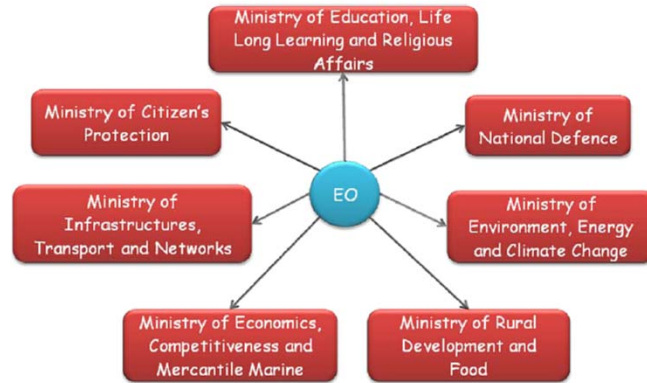 Ministry of Education, Life
Long Learning and Religious
Affairs
Ministry of Citizen's
Protection
Ministry of
National Defence
EO
Ministry of
Infrastructures,
Transport and Networks
Ministry of
Environment, Energy
and Climate Change
Ministry of Economics,
Competitiveness and
Mercantile Marine
Ministry of Rural
Development and
Food